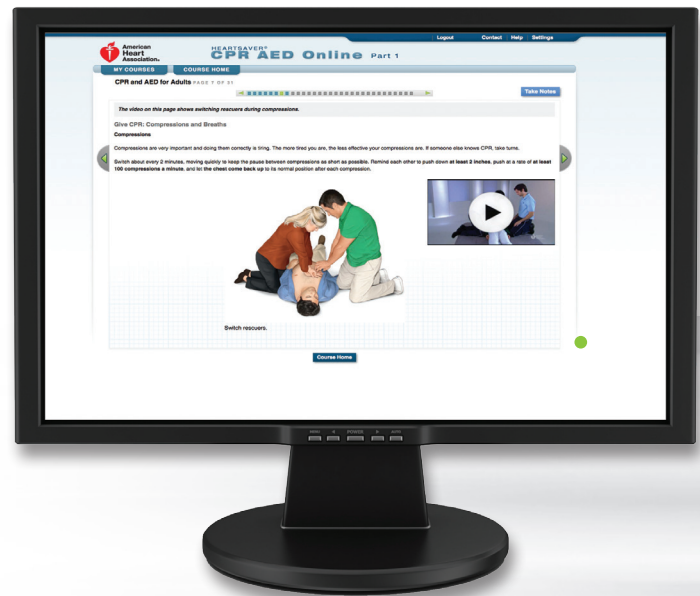 Logout Contact Help Settings
American
Heart
Association®
HEARTSAVER®
CPR AED Online Part 1
MY COURSES COURSE HOME
CPR and AED for Adults PAGE 7 OF 31
Take Notes
The video on this page shows switching rescuers during compressions.
Give CPR: Compressions and Breaths
Compressions
Compressions are very important and doing them correctly is tiring. The more tired you are, the less effective your compressions are. If someone else knows CPR, take turns.
Switch about every 2 minutes, moving quickly to keep the pause between compressions as short as possible. Remind each other to push down at least 2 inches, push at a rate of at least
100 compressions a minute, and let the chest come back up to its normal position after each compression.
Switch rescuers.
Course Home
MENU POWER AUTO